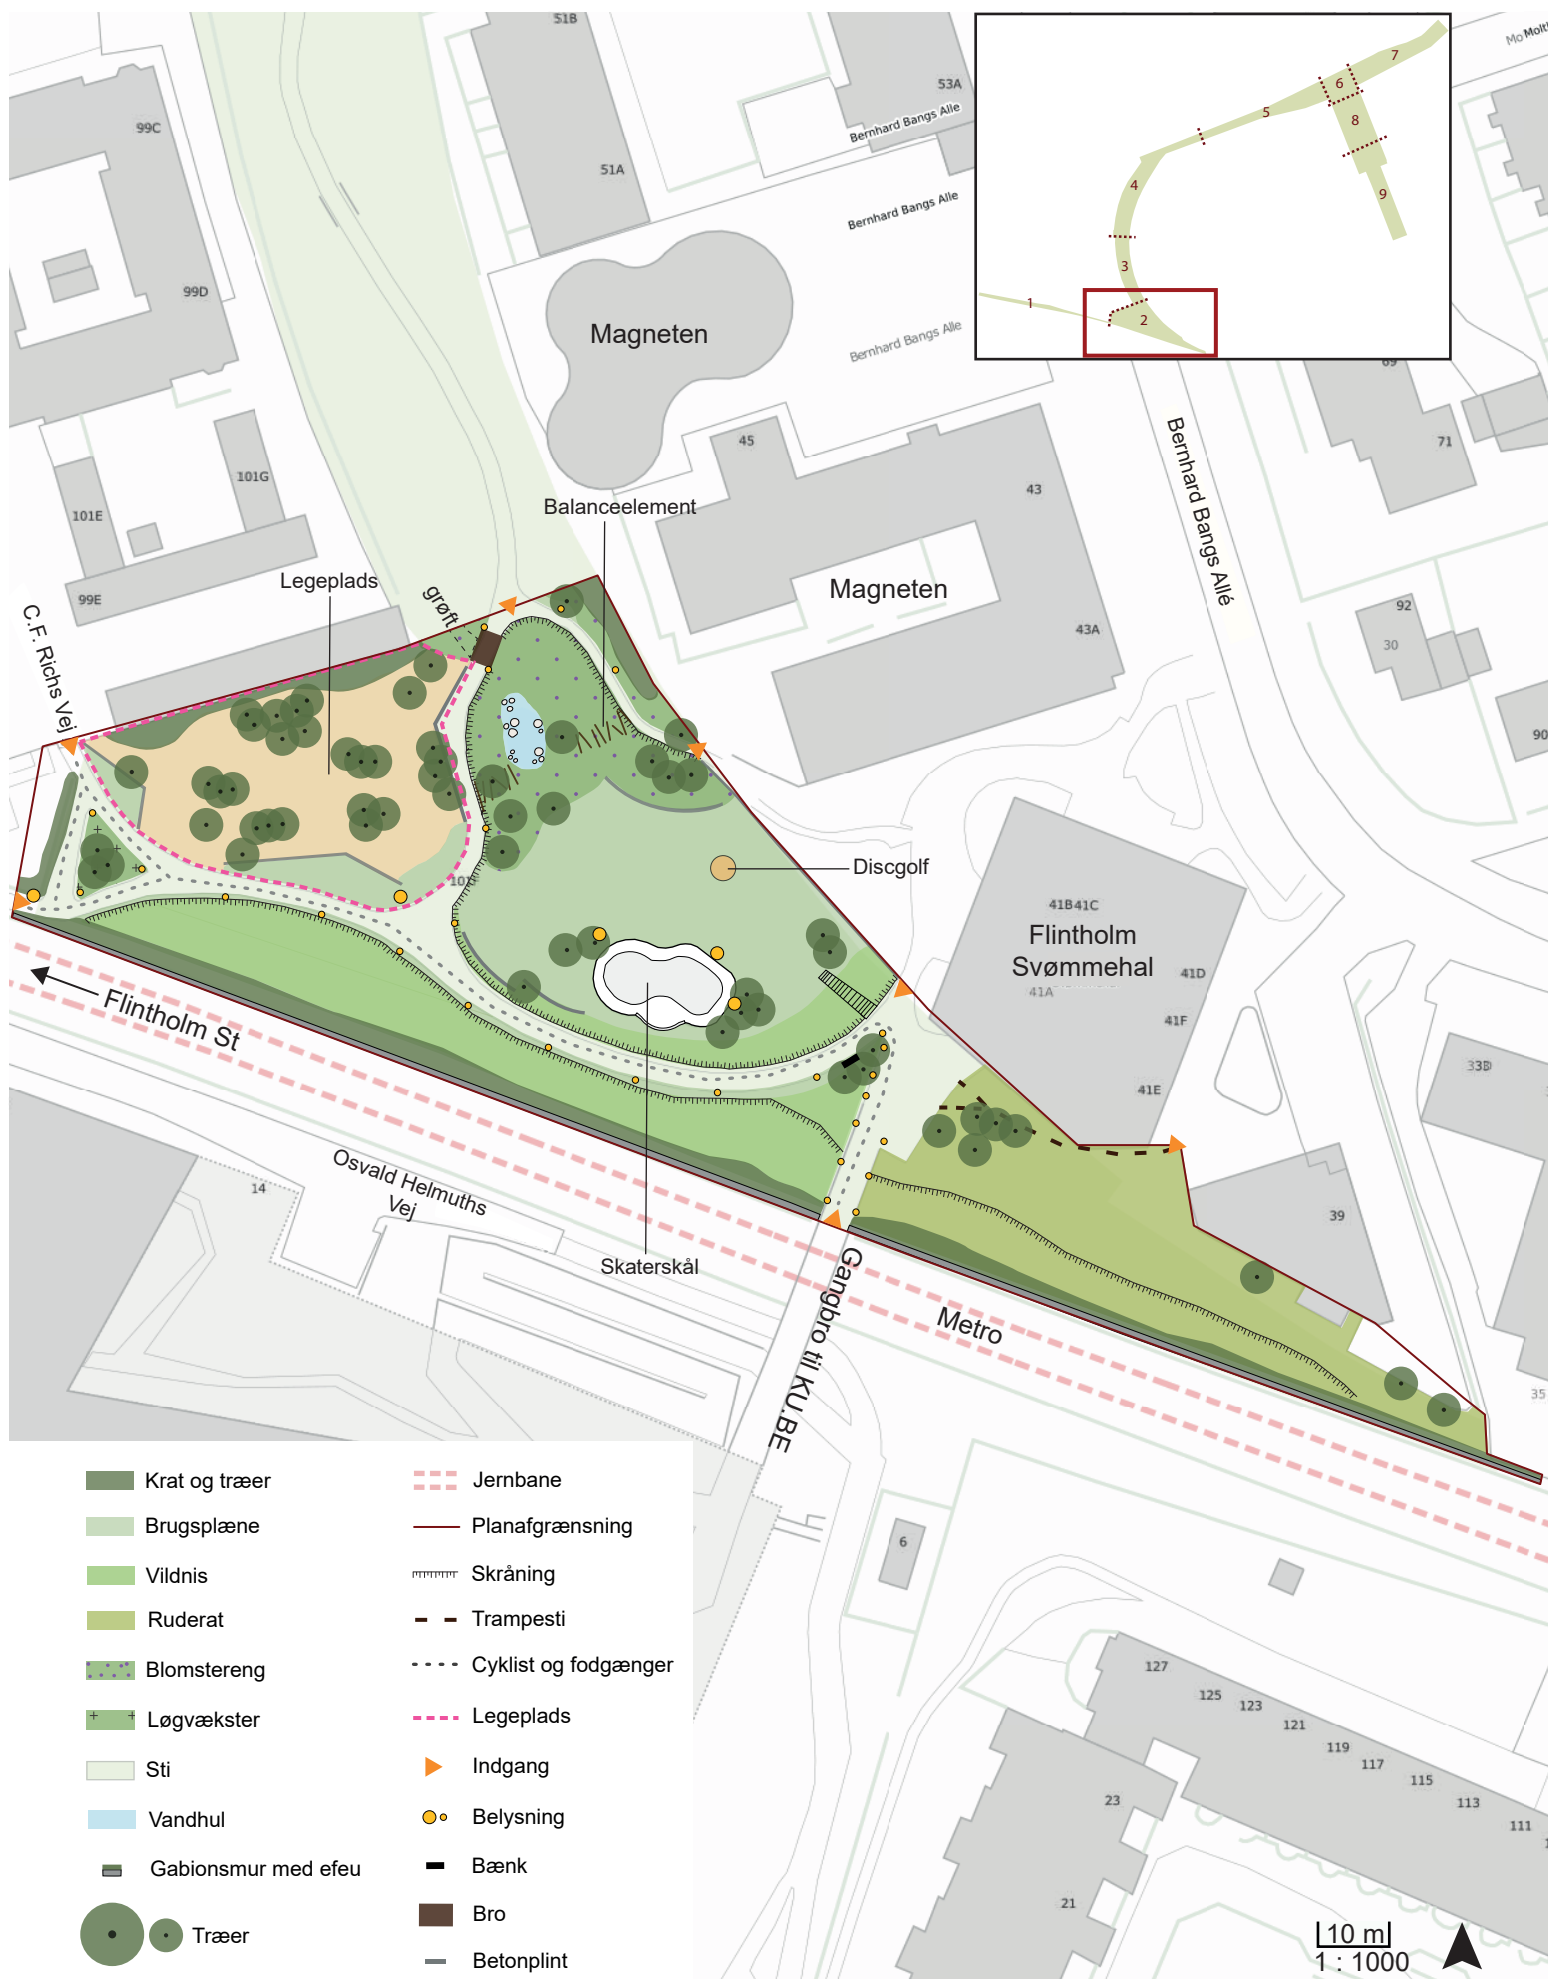 51B
53A
Bernhard Bangs Alle
99C
51A
Bernhard Bangs Alle
99D
Magneten
Bernhard Bangs Alle
1
2
3
4
5
6
7
8
9
69
71
Bernhard Bangs Allé
45
43
101G
101E
Balanceelement
Legeplads
grøft
99E
C.F. Richs Vej
Magneten
43A
92
30
90
101
Discgolf
41B 41C
Flintholm
Svømmehal
41A
41D
41F
41E
33D
Flintholm St
Osvald Helmuths
Vej
14
39
Skaterskål
Gangbro til KU.BE
Metro
35
Krat og træer
Brugsplæne
Vildnis
Ruderat
Blomstereng
Løgvækster
Sti
Vandhul
Gabionsmur med efeu
Træer
Jernbane
Planafgrænsning
Skråning
Trampesti
Cyklist og fodgænger
Legeplads
Indgang
Belysning
Bænk
Bro
Betonplint
6
127
125
123
121
119
117
115
113
111
23
21
10 m
1 : 1000